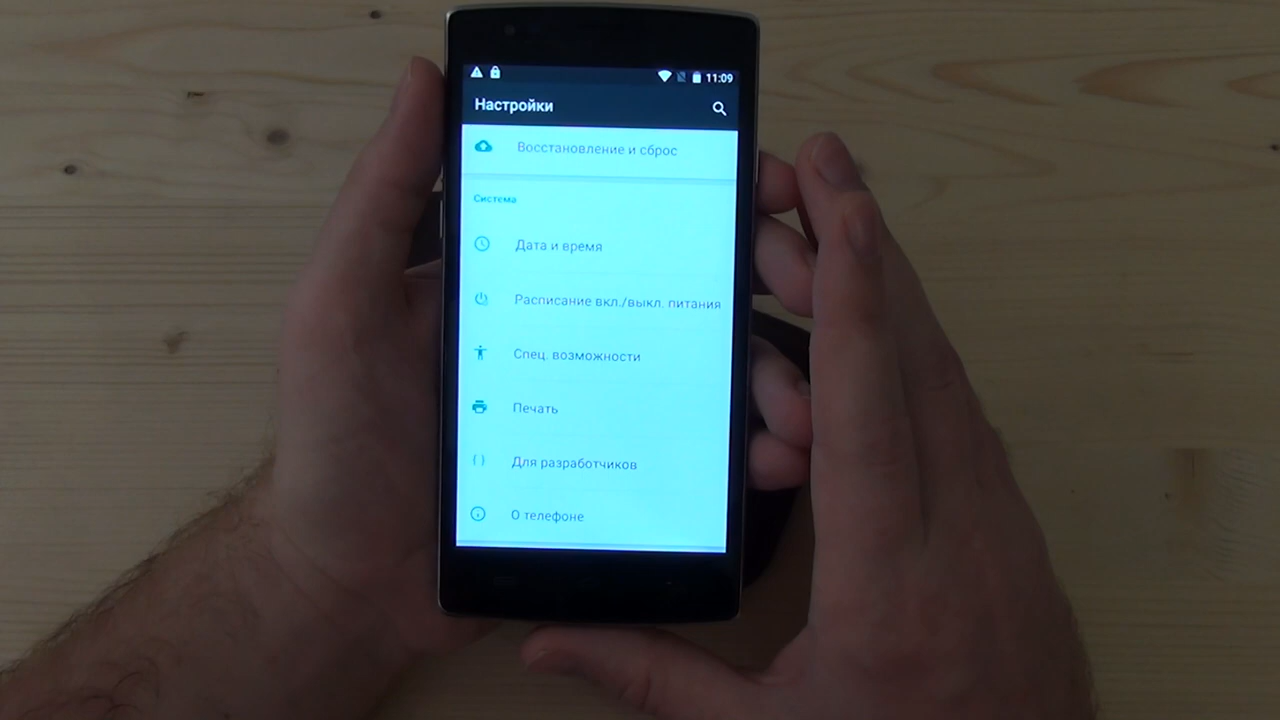 11:09
Настройки
Восстановление и сброс
Система
Дата и время
Расписание вкл./выкл. питания
Спец. возможности
Печать
Для разработчиков
О телефоне